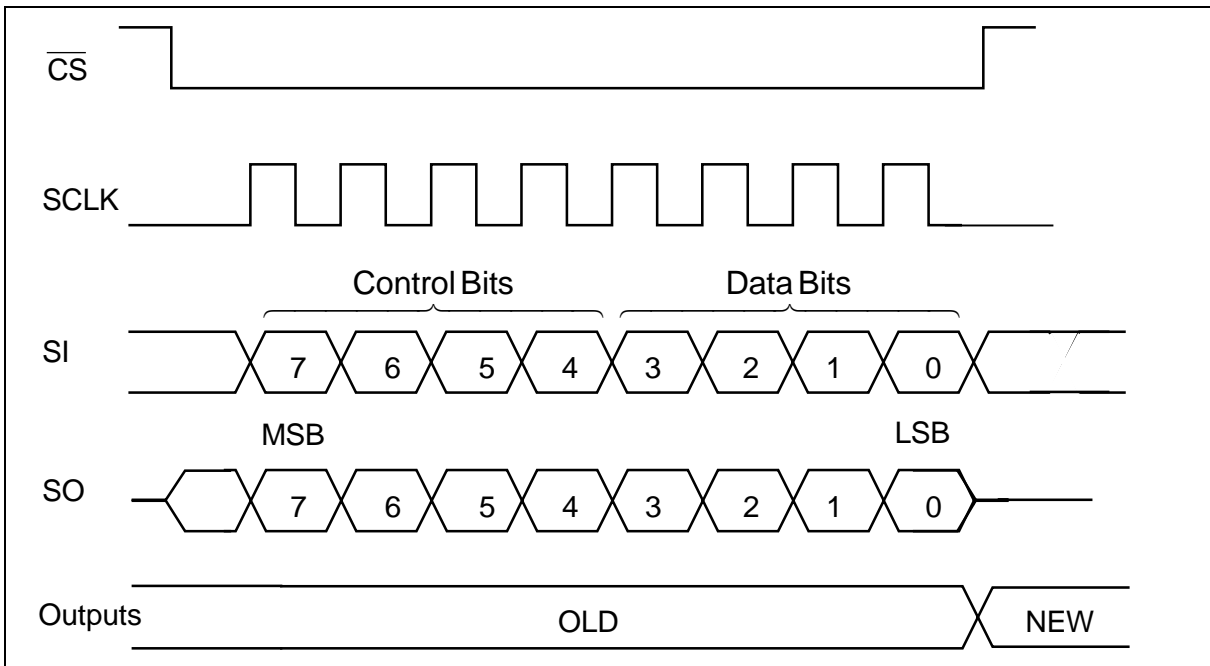 CS
SCLK
Control Bits Data Bits
SI 7 6 5 4 3 2 1 0
MSB LSB
SO 7 6 5 4 3 2 1 0
Outputs OLD NEW